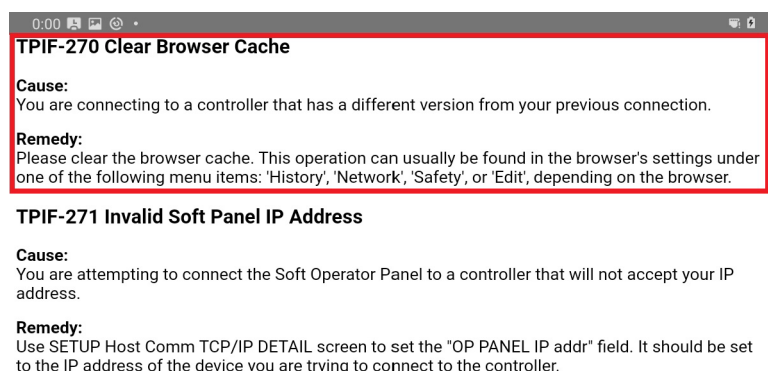 0:00
TPIF-270 Clear Browser Cache
Cause:
You are connecting to a controller that has a different version from your previous connection.
Remedy:
Please clear the browser cache. This operation can usually be found in the browser's settings under
one of the following menu items: 'History', 'Network', 'Safety', or 'Edit', depending on the browser.
TPIF-271 Invalid Soft Panel IP Address
Cause:
You are attempting to connect the Soft Operator Panel to a controller that will not accept your IP
address.
Remedy:
Use SETUP Host Comm TCP/IP DETAIL screen to set the "OP PANEL IP addr" field. It should be set
to the IP address of the device you are trying to connect to the controller.